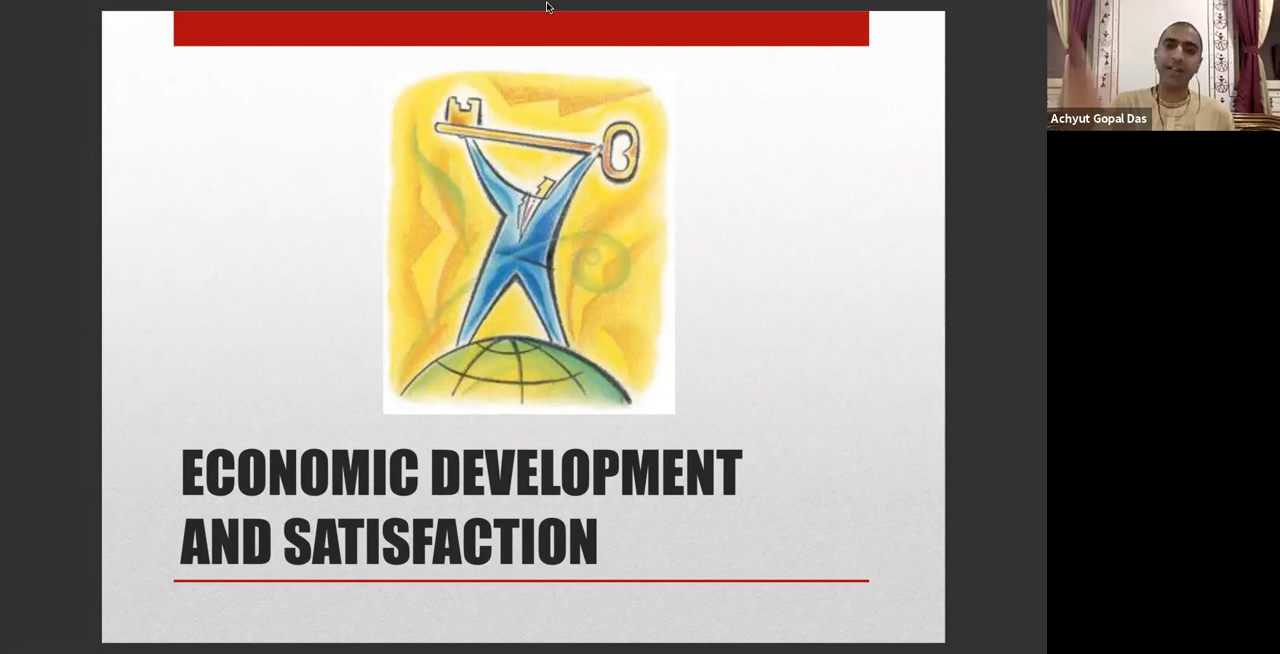 Achyut Gopal Das
ECONOMIC DEVELOPMENT
AND SATISFACTION